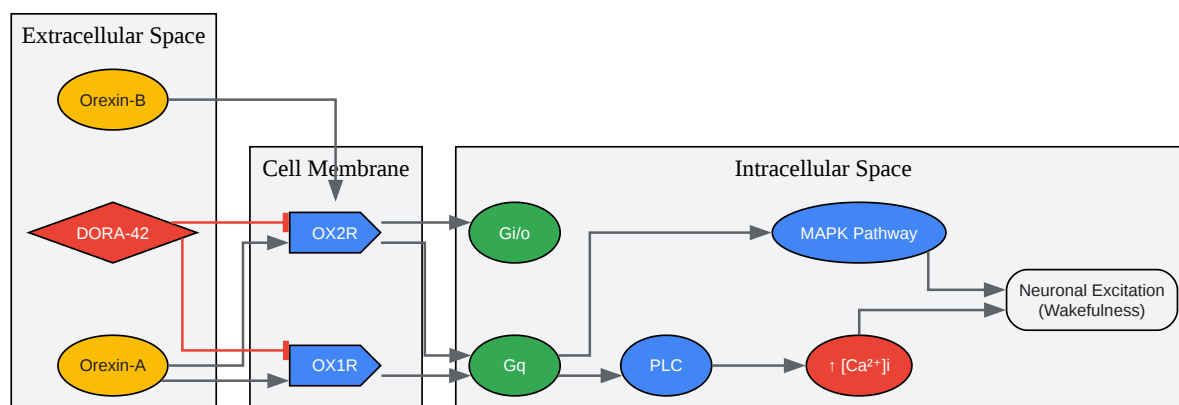 Extracellular Space
Orexin-B
DORA-42
Orexin-A
Cell Membrane
OX2R
OX1R
Intracellular Space
Gi/o
Gq
PLC
MAPK Pathway
↑ [Ca²⁺]i
Neuronal Excitation
(Wakefulness)